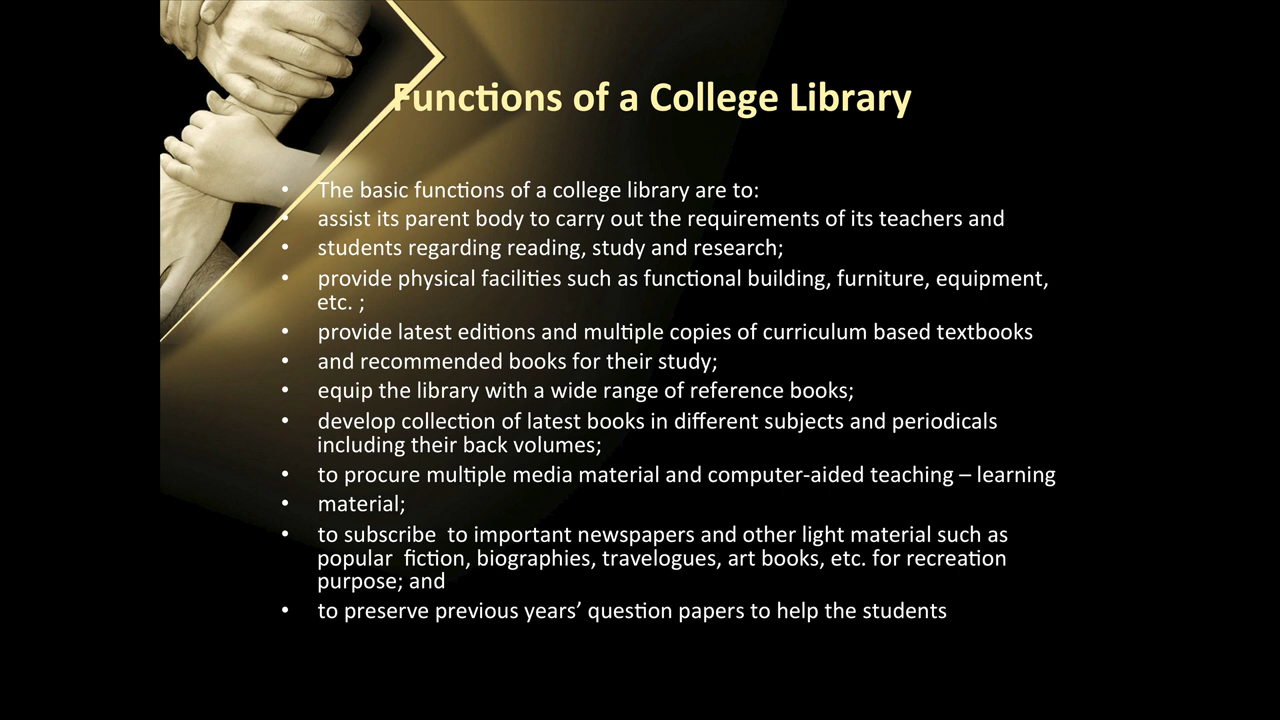 Functions of a College Library
• The basic functions of a college library are to:
• assist its parent body to carry out the requirements of its teachers and
• students regarding reading, study and research;
• provide physical facilities such as functional building, furniture, equipment,
etc. ;
• provide latest editions and multiple copies of curriculum based textbooks
• and recommended books for their study;
• equip the library with a wide range of reference books;
• develop collection of latest books in different subjects and periodicals
including their back volumes;
• to procure multiple media material and computer-aided teaching – learning
• material;
• to subscribe  to important newspapers and other light material such as
popular  fiction, biographies, travelogues, art books, etc. for recreation
purpose; and
• to preserve previous years’ question papers to help the students